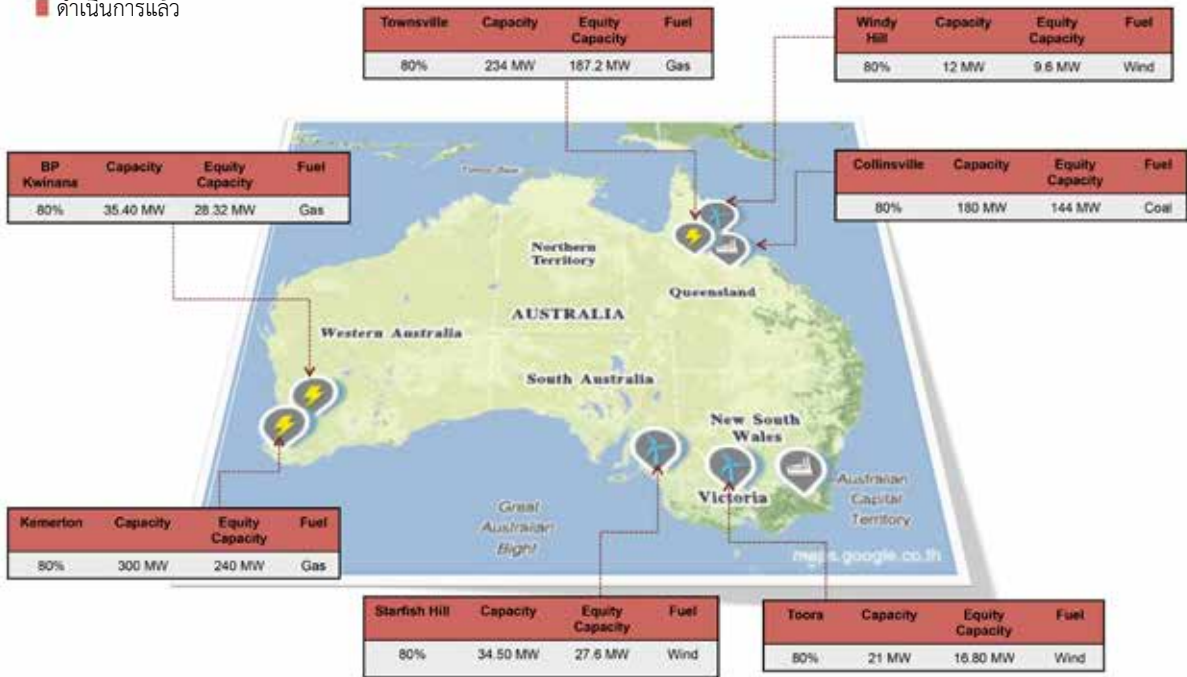 ดำเนินการแล้ว
Townsville Capacity Equity Capacity Fuel
80% 234 MW 187.2 MW Gas
Windy Hill Capacity Equity Capacity Fuel
80% 12 MW 9.6 MW Wind
BP Kwinana Capacity Equity Capacity Fuel
80% 35.40 MW 28.32 MW Gas
Collinsville Capacity Equity Capacity Fuel
80% 180 MW 144 MW Coal
Timor Sea
Northern
Territory
Queensland
AUSTRALIA
Western Australia
South Australia
New South
Wales
Victoria
Australian
Capital
Territory
Great
Australian
Bight
maps.google.co.th
Kemerton Capacity Equity Capacity Fuel
80% 300 MW 240 MW Gas
Starfish Hill Capacity Equity Capacity Fuel
80% 34.50 MW 27.6 MW Wind
Toora Capacity Equity Capacity Fuel
80% 21 MW 16.80 MW Wind